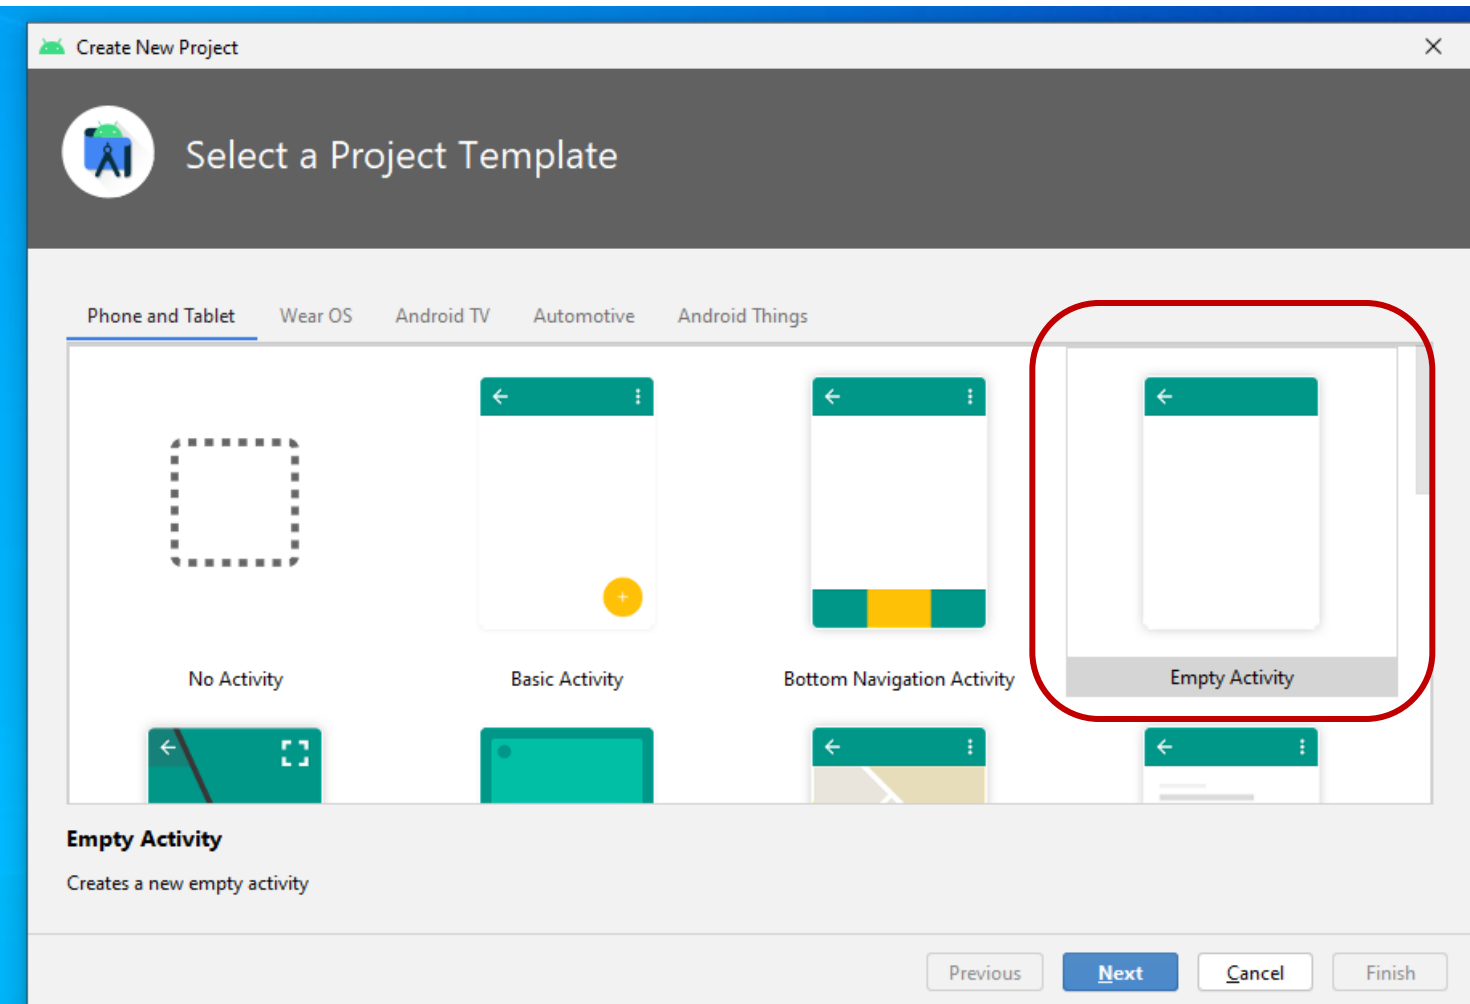 Create New Project
Select a Project Template
Phone and Tablet Wear OS Android TV Automotive Android Things
No Activity Basic Activity Bottom Navigation Activity Empty Activity
Empty Activity
Creates a new empty activity
Previous Next Cancel Finish